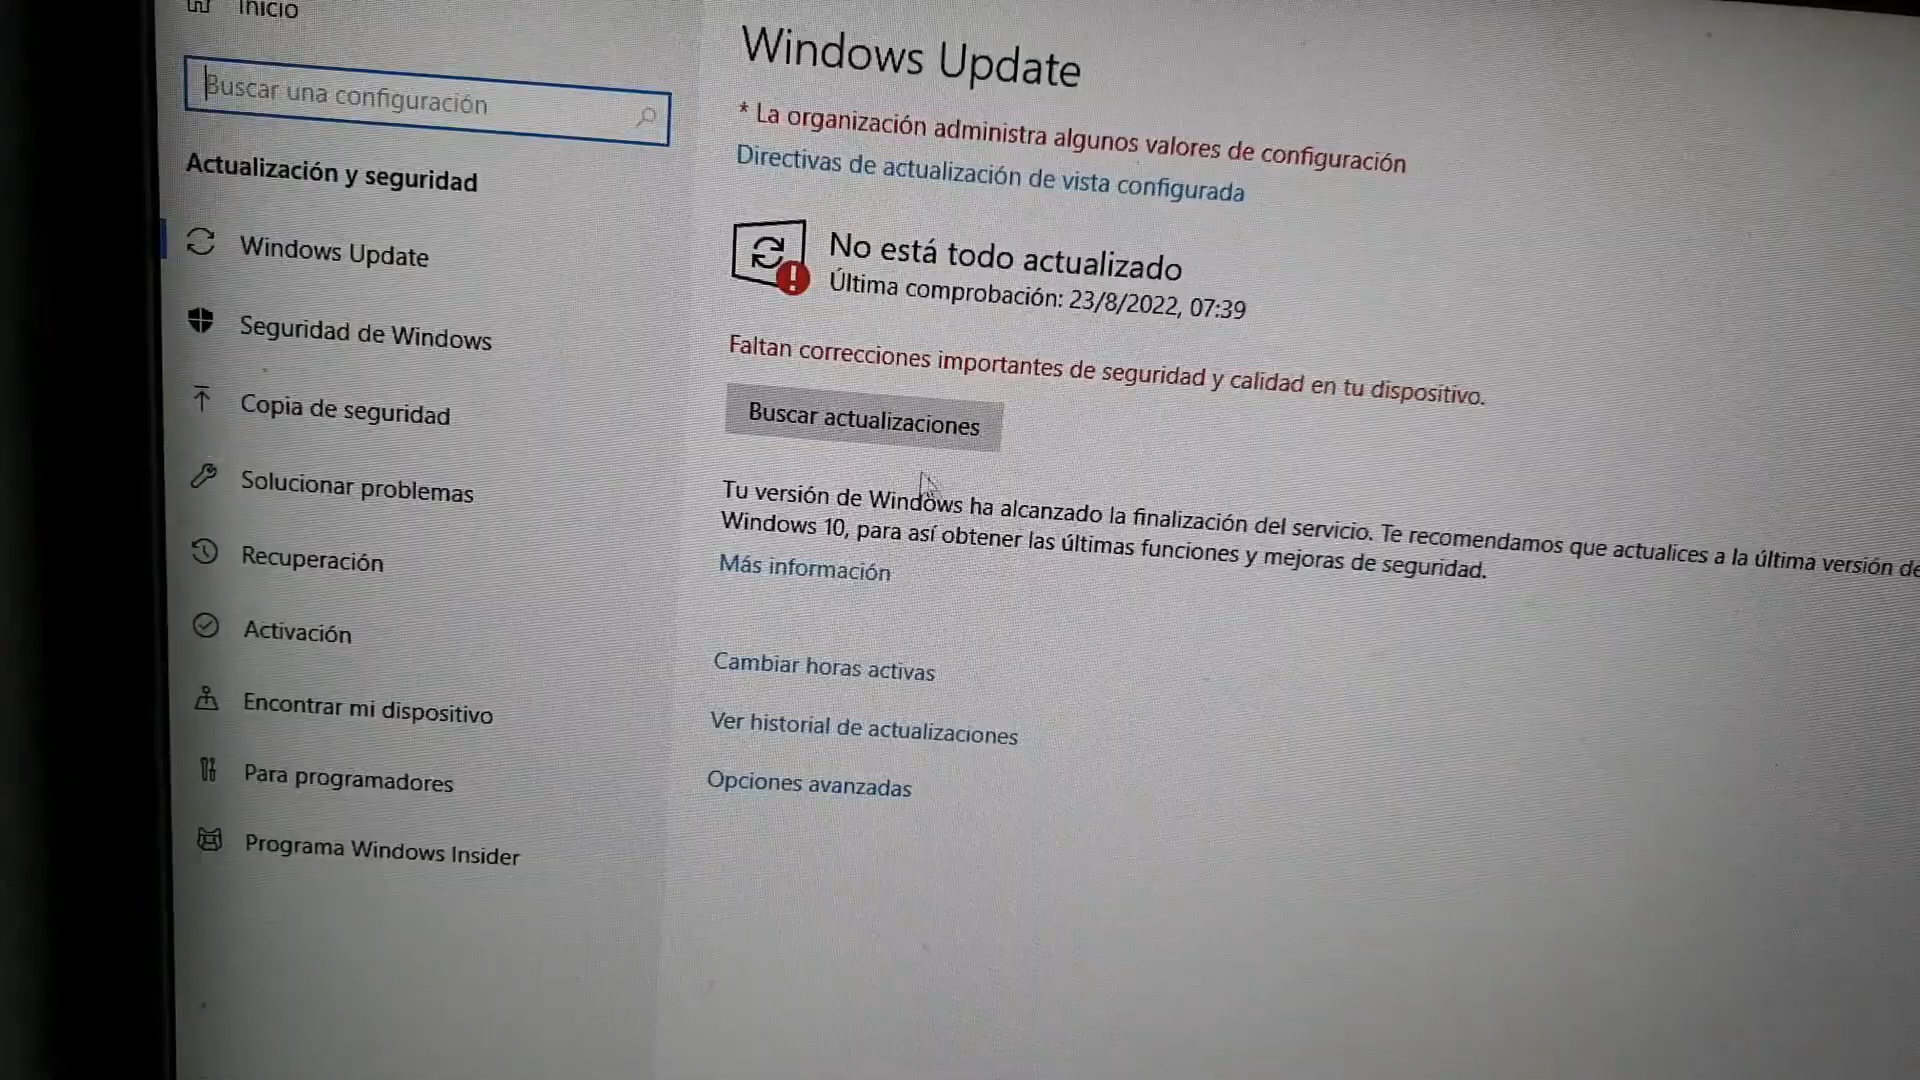 Inicio
Buscar una configuración
Actualización y seguridad
Windows Update
Seguridad de Windows
Copia de seguridad
Solucionar problemas
Recuperación
Activación
Encontrar mi dispositivo
Para programadores
Programa Windows Insider
Windows Update
* La organización administra algunos valores de configuración
Directivas de actualización de vista configurada
No está todo actualizado
Última comprobación: 23/8/2022, 07:39
Faltan correcciones importantes de seguridad y calidad en tu dispositivo.
Buscar actualizaciones
Tu versión de Windows ha alcanzado la finalización del servicio. Te recomendamos que actualices a la última versión de
Windows 10, para así obtener las últimas funciones y mejoras de seguridad.
Más información
Cambiar horas activas
Ver historial de actualizaciones
Opciones avanzadas